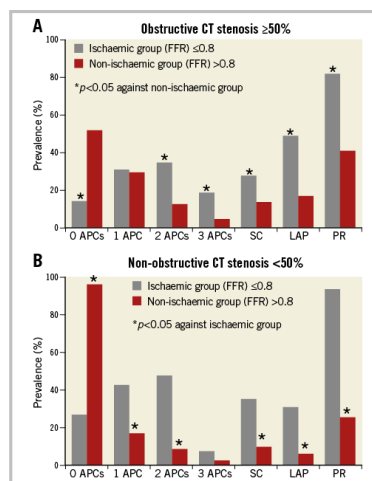 A
Obstructive CT stenosis ≥50%
100
80
60
40
20
0
Prevalence (%)
Ischaemic group (FFR) ≤0.8
Non-ischaemic group (FFR) >0.8
*p<0.05 against non-ischaemic group
* * * * * *
0 APCs 1 APC 2 APCs 3 APCs SC LAP PR
B
Non-obstructive CT stenosis <50%
100
80
60
40
20
0
Prevalence (%)
Ischaemic group (FFR) ≤0.8
Non-ischaemic group (FFR) >0.8
*p<0.05 against ischaemic group
* * * * * *
0 APCs 1 APC 2 APCs 3 APCs SC LAP PR